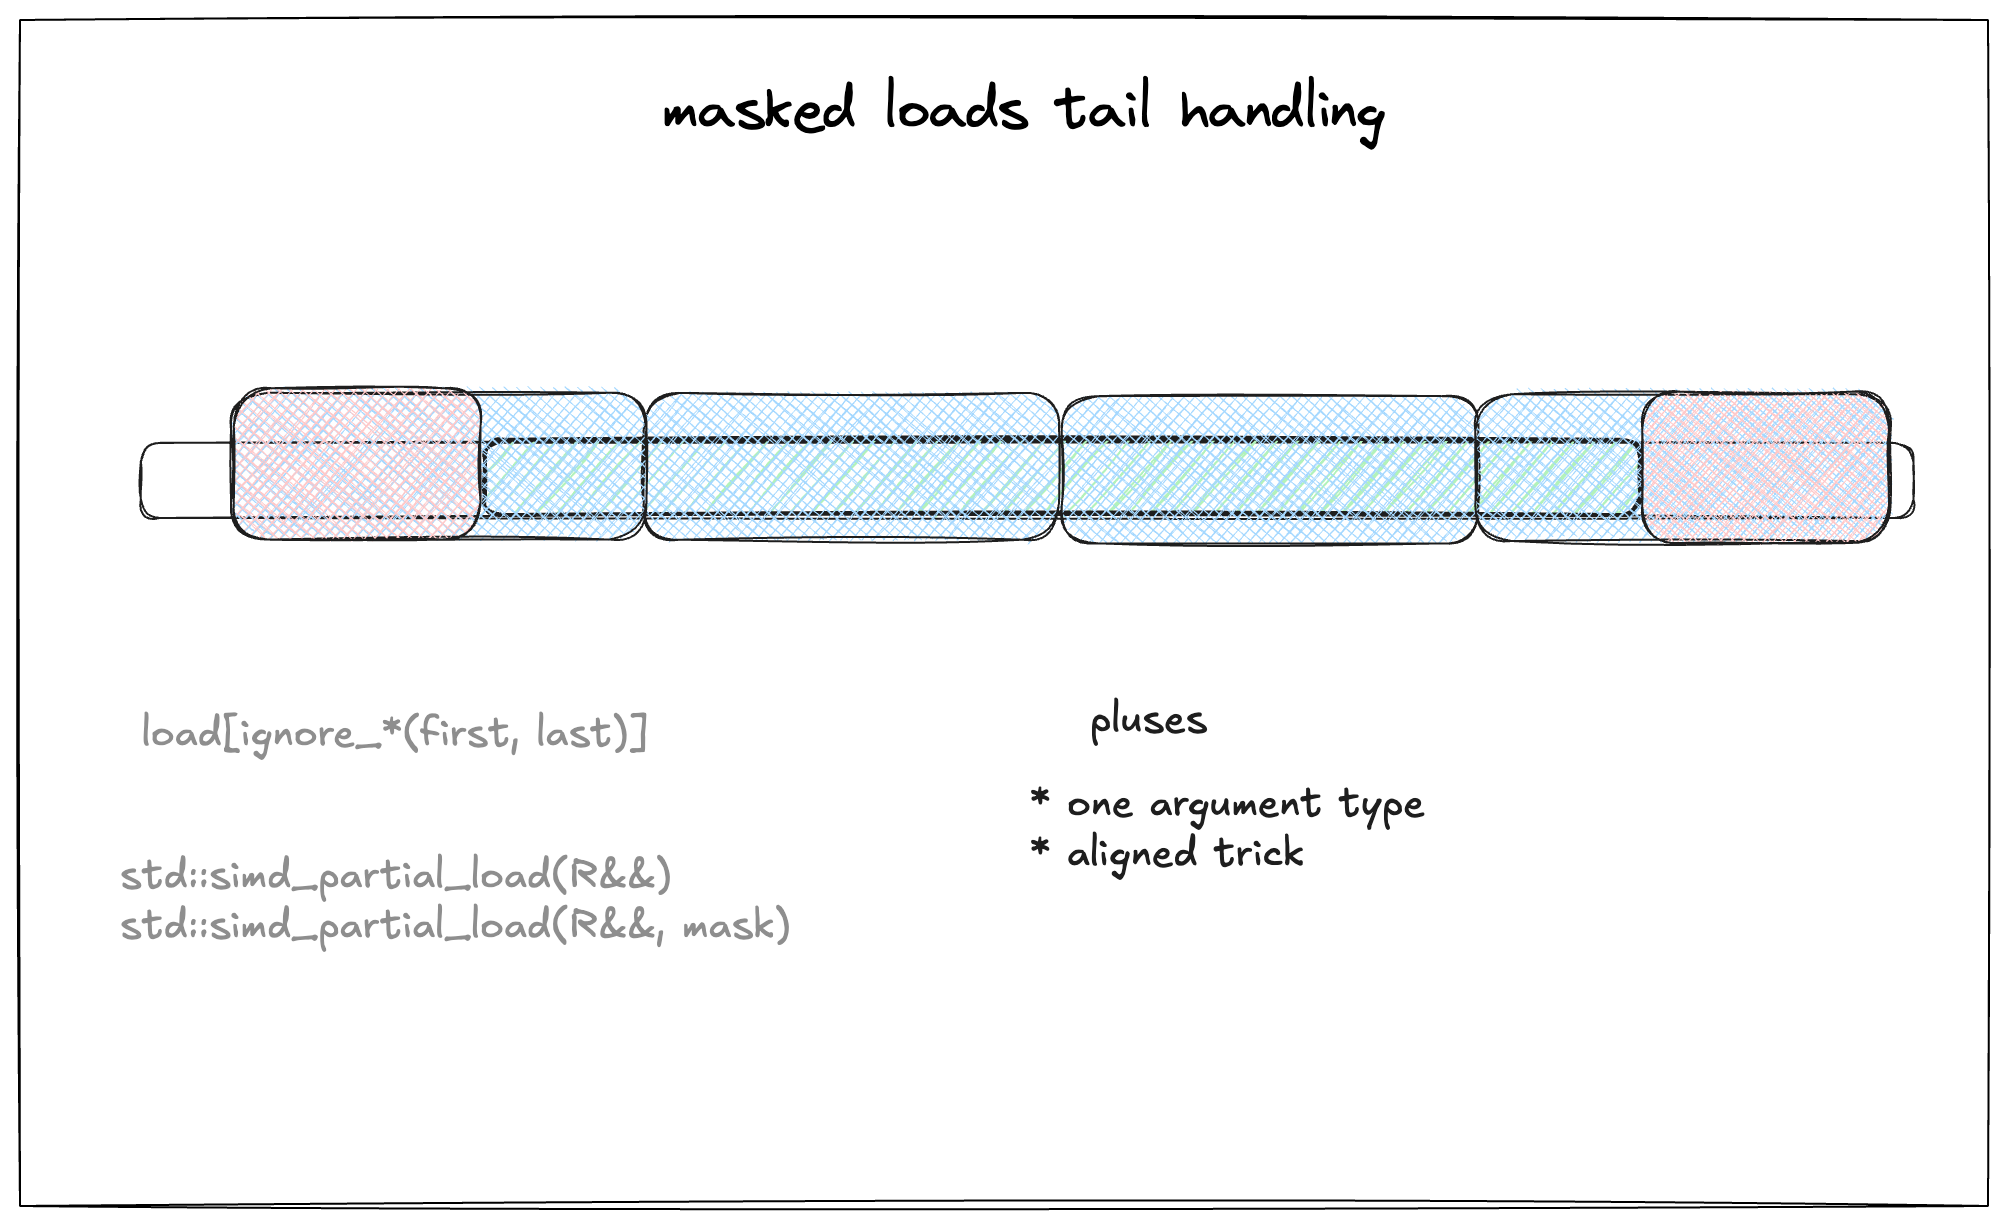 masked loads tail handling
load[ignore_*(first, last)]
std::simd_partial_load(R&&)
std::simd_partial_load(R&&, mask)
pluses
* one argument type
* aligned trick